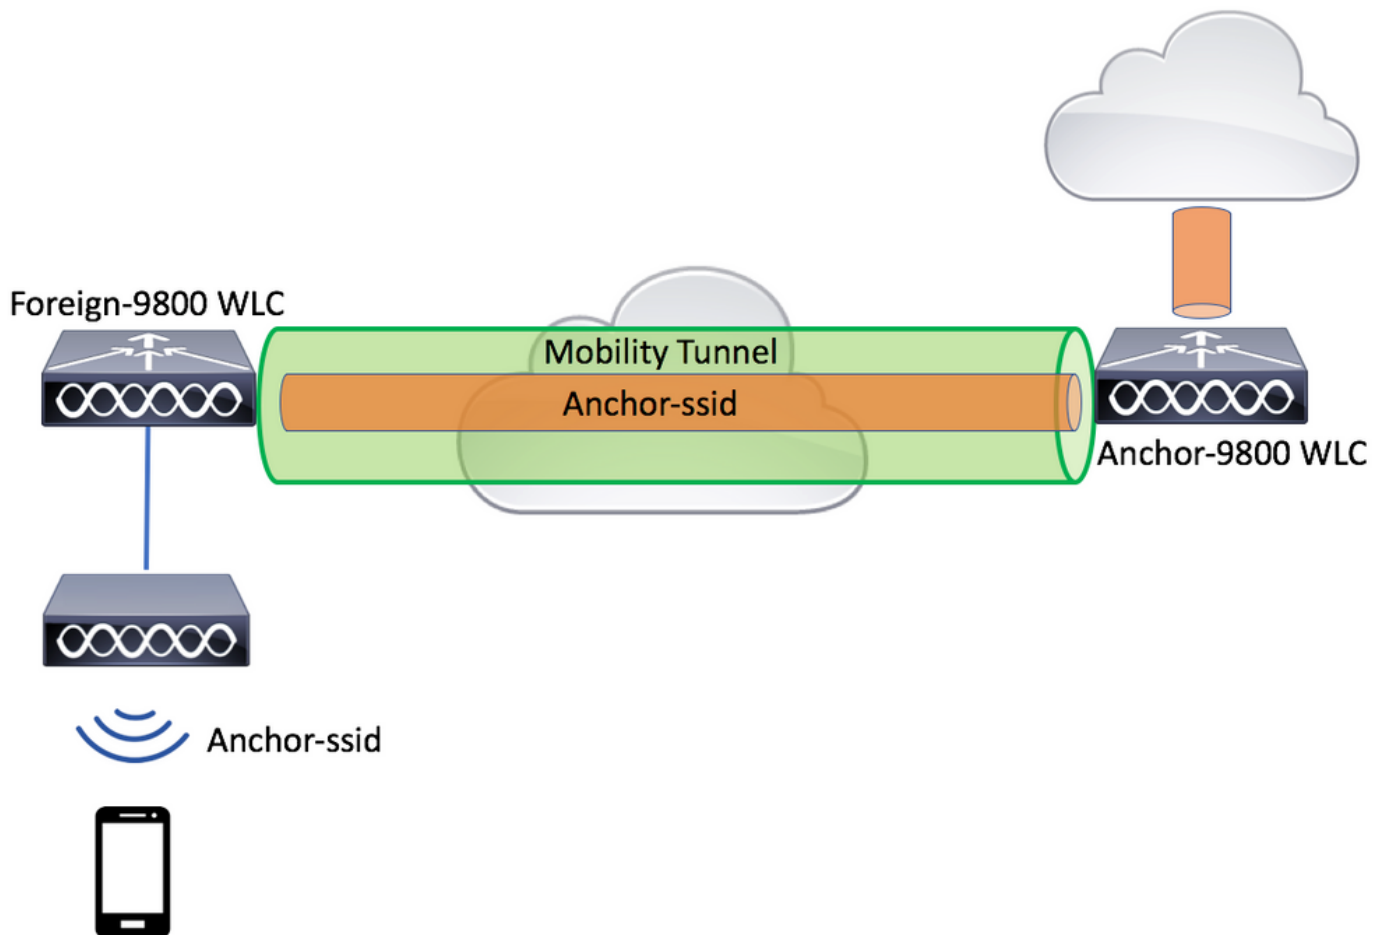 Foreign-9800 WLC
Mobility Tunnel
Anchor-ssid
Anchor-9800 WLC
Anchor-ssid